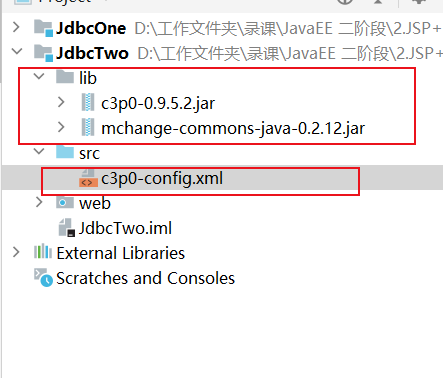 Project
JdbcOne D:\工作文件夹\录课\JavaEE 二阶段\2.JSP+
JdbcTwo D:\工作文件夹\录课\JavaEE 二阶段\2.JSP+
lib
c3p0-0.9.5.2.jar
mchange-commons-java-0.2.12.jar
src
c3p0-config.xml
web
JdbcTwo.iml
External Libraries
Scratches and Consoles